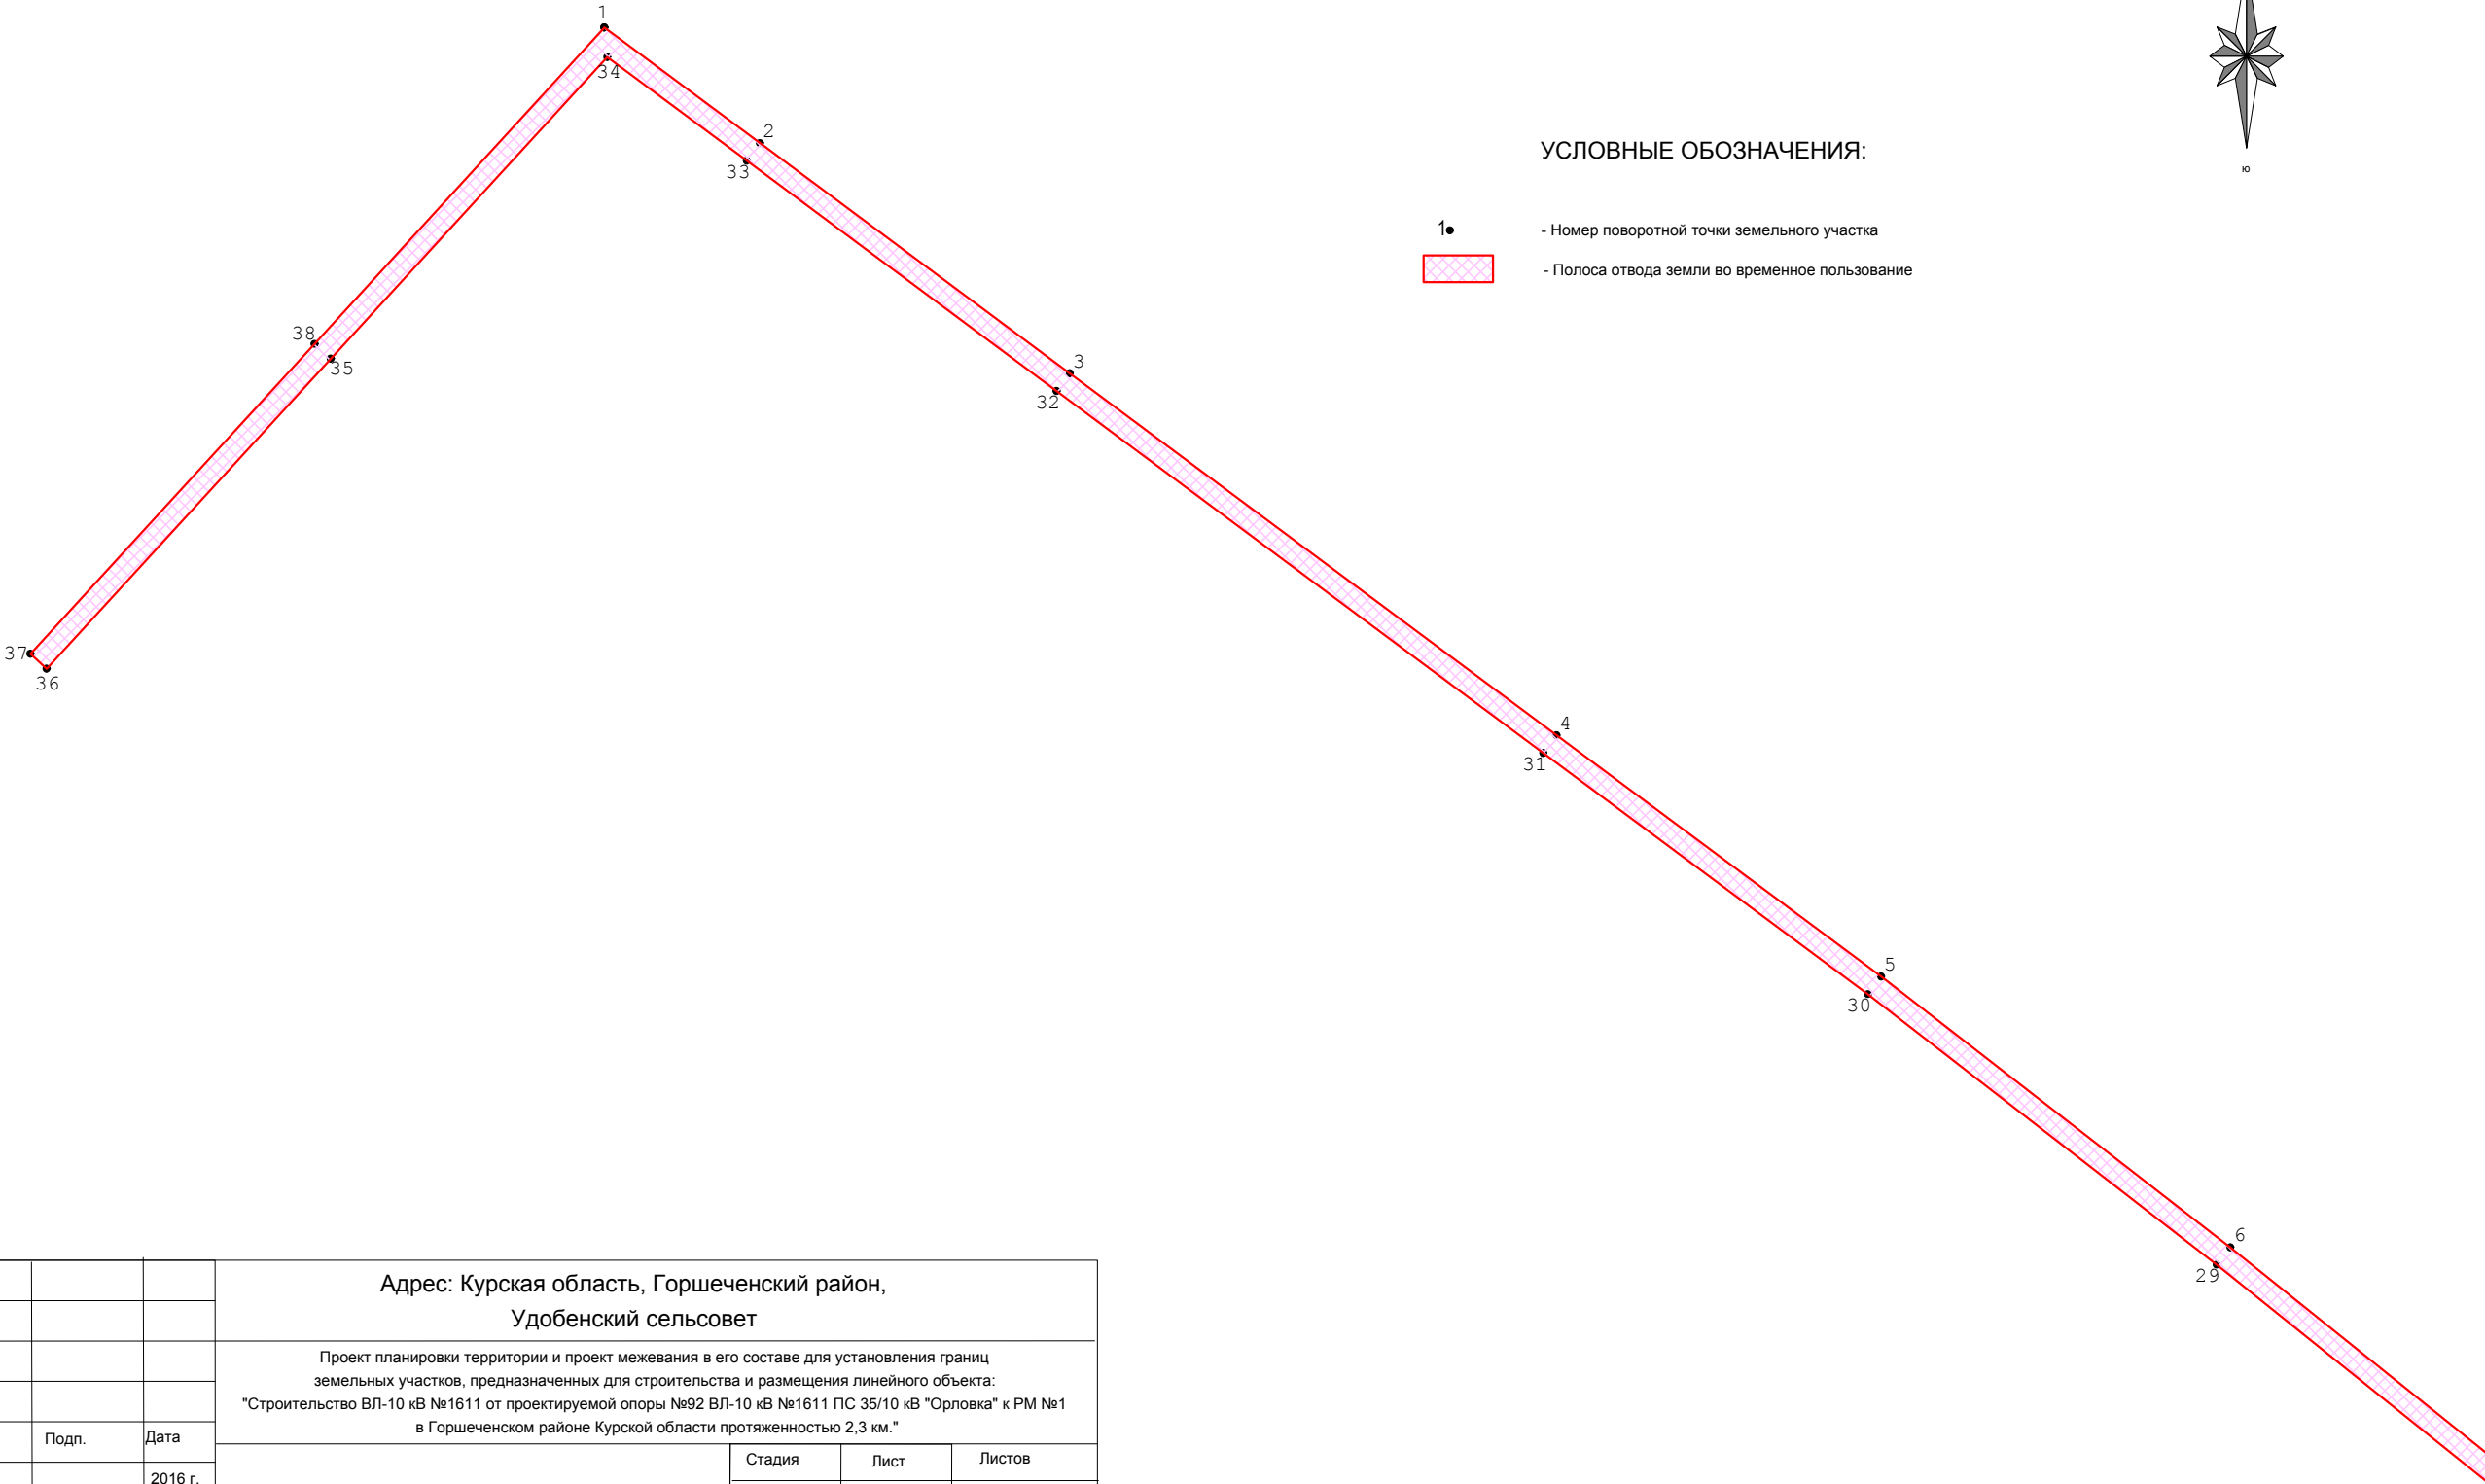 1
34
2
33
38
35
3
32
37
36
4
31
5
30
6
29
ю
УСЛОВНЫЕ ОБОЗНАЧЕНИЯ:
1 - Номер поворотной точки земельного участка
- Полоса отвода земли во временное пользование
Адрес: Курская область, Горшеченский район,
Удобенский сельсовет
Проект планировки территории и проект межевания в его составе для установления границ
земельных участков, предназначенных для строительства и размещения линейного объекта:
"Строительство ВЛ-10 кВ №1611 от проектируемой опоры №92 ВЛ-10 кВ №1611 ПС 35/10 кВ "Орловка" к РМ №1
в Горшеченском районе Курской области протяженностью 2,3 км."
Подп. Дата
Стадия Лист Листов
2016 г.